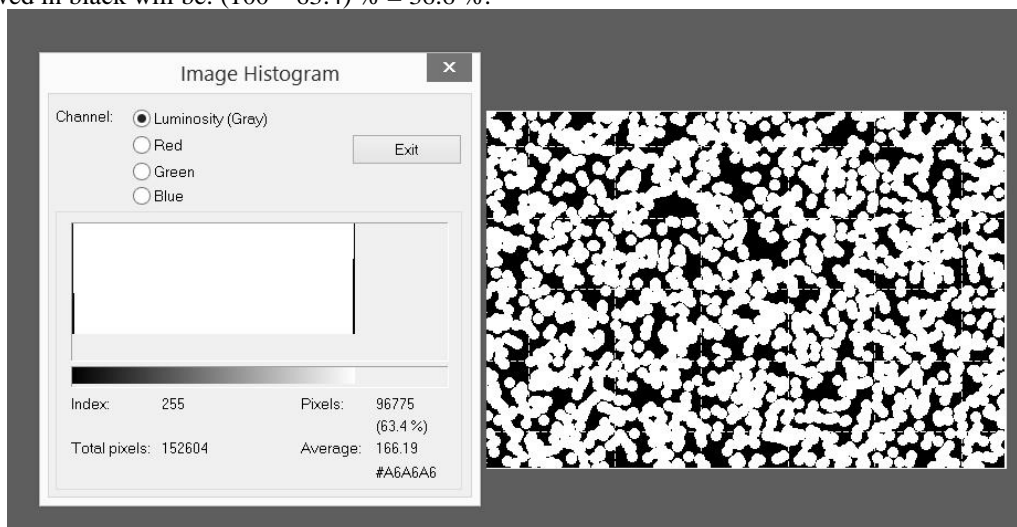 in black will be: (100 – 63.4) % = 36.6 %.
Image Histogram
x
Channel: Luminosity (Gray)
Red
Exit
Green
Blue
Index: 255 Pixels: 96775
(63.4 %)
Total pixels: 152604 Average: 166.19
#A6A6A6